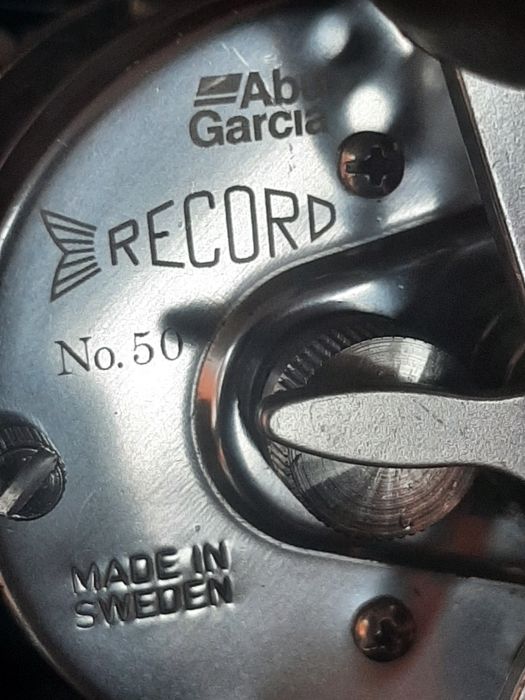 Abu
Garcia
RECORD
No. 50
MADE IN
SWEDEN